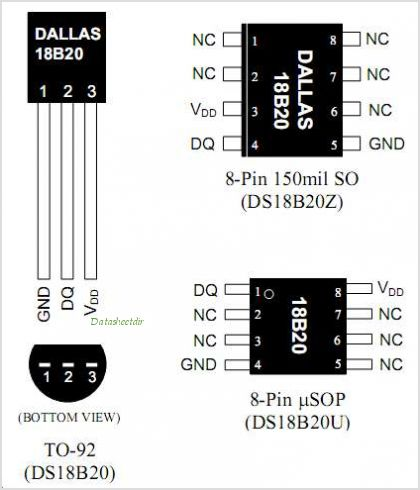 DALLAS
18B20
1 2 3
GND DQ VDD
Datasheetdir
1 2 3
(BOTTOM VIEW)
TO-92
(DS18B20)
NC 1 8 NC
NC 2 7 NC
VDD 3 6 NC
DQ 4 5 GND
DALLAS
18B20
8-Pin 150mil SO
(DS18B20Z)
DQ 1 8 VDD
NC 2 7 NC
NC 3 6 NC
GND 4 5 NC
18B20
8-Pin μSOP
(DS18B20U)